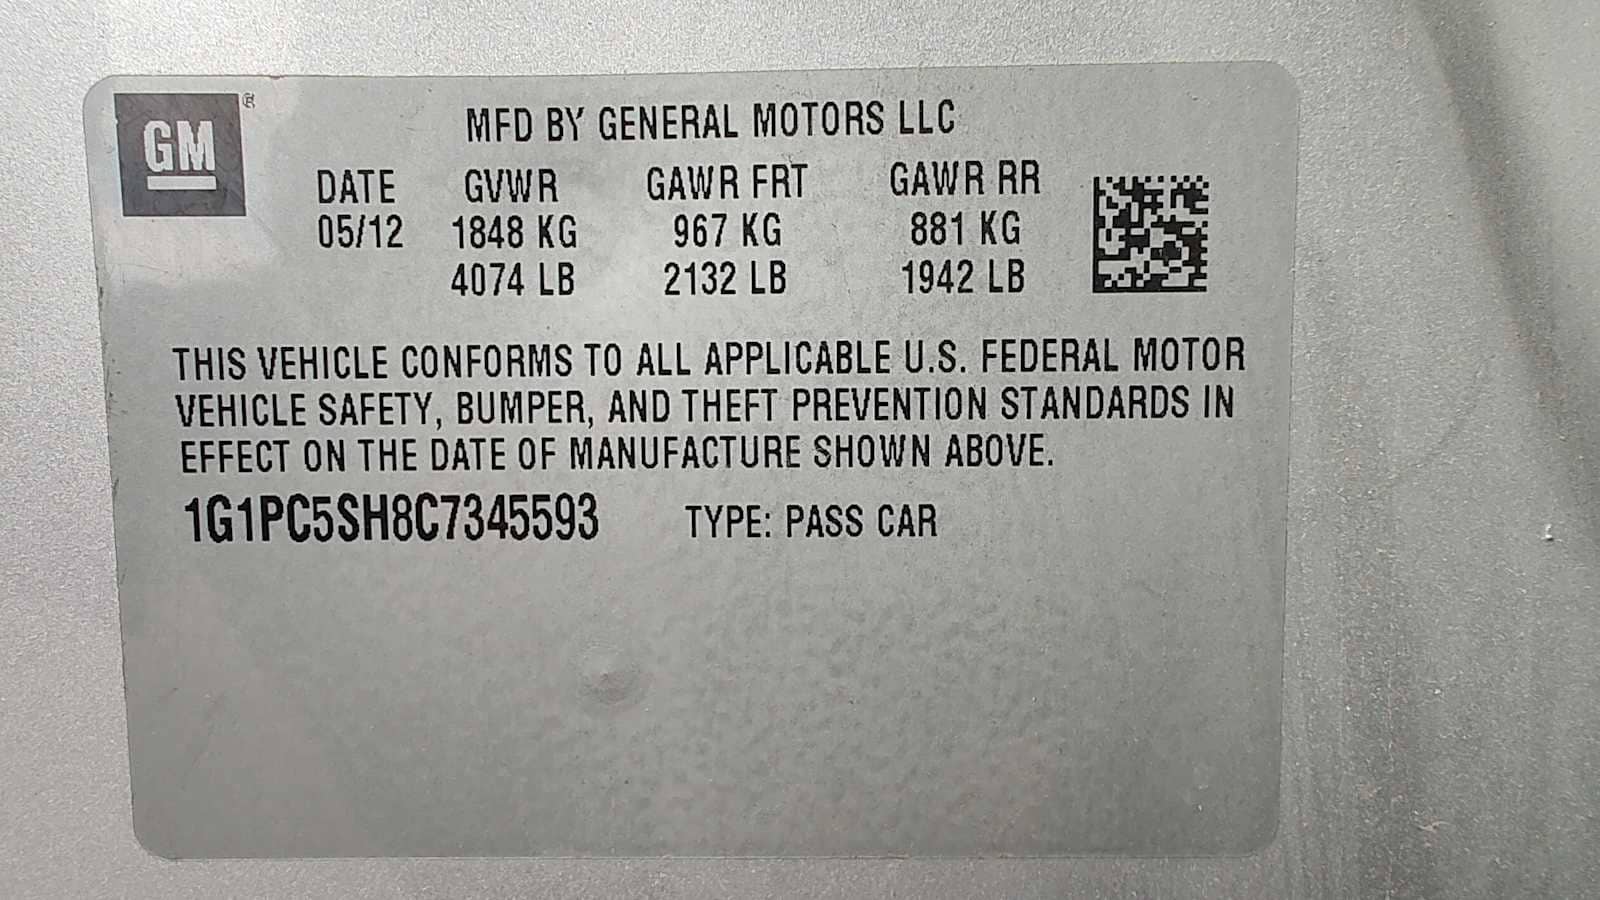 GM ®
MFD BY GENERAL MOTORS LLC
DATE GVWR GAWR FRT GAWR RR
05/12 1848 KG 967 KG 881 KG
4074 LB 2132 LB 1942 LB
THIS VEHICLE CONFORMS TO ALL APPLICABLE U.S. FEDERAL MOTOR
VEHICLE SAFETY, BUMPER, AND THEFT PREVENTION STANDARDS IN
EFFECT ON THE DATE OF MANUFACTURE SHOWN ABOVE.
1G1PC5SH8C7345593 TYPE: PASS CAR